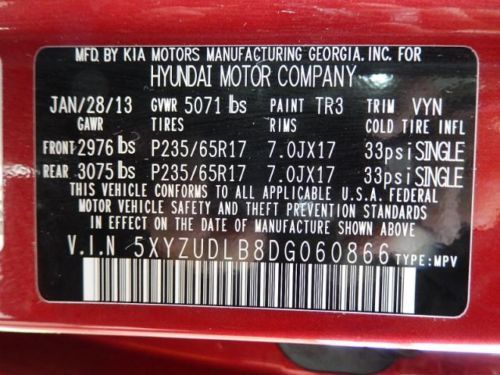 MFD. BY KIA MOTORS MANUFACTURING GEORGIA. INC. FOR
HYUNDAI MOTOR COMPANY
JAN/28/13 GVWR 5071 lbs PAINT TR3 TRIM VYN
GAWR TIRES RIMS COLD TIRE INFL
FRONT 2976 lbs P235/65R17 7.0JX17 33psi SINGLE
REAR 3075 lbs P235/65R17 7.0JX17 33psi SINGLE
THIS VEHICLE CONFORMS TO ALL APPLICABLE U.S.A. FEDERAL
MOTOR VEHICLE SAFETY AND THEFT PREVENTION STANDARDS
IN EFFECT ON THE DATE OF MANUFACTURE SHOWN ABOVE.
V.I.N 5XYZUDLB8DG060866 TYPE:MPV